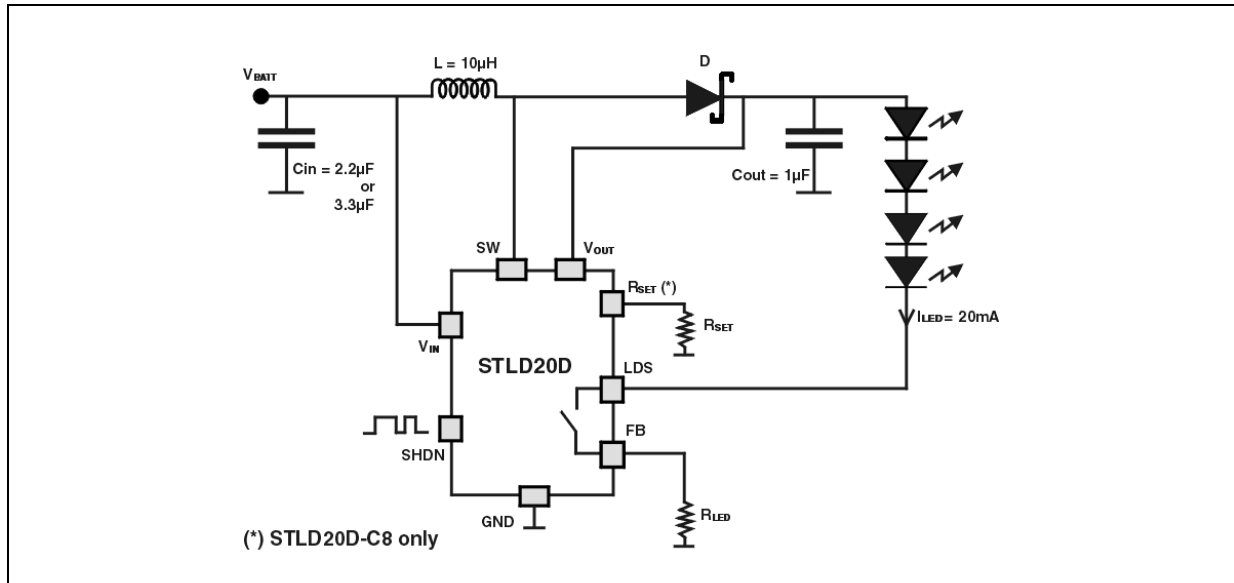 L = 10µH
D
VBATT
Cin = 2.2µF
or
3.3µF
Cout = 1µF
SW
VOUT
RSET (*)
RSET
ILED= 20mA
VIN
STLD20D
LDS
FB
SHDN
GND
RLED
(*) STLD20D-C8 only